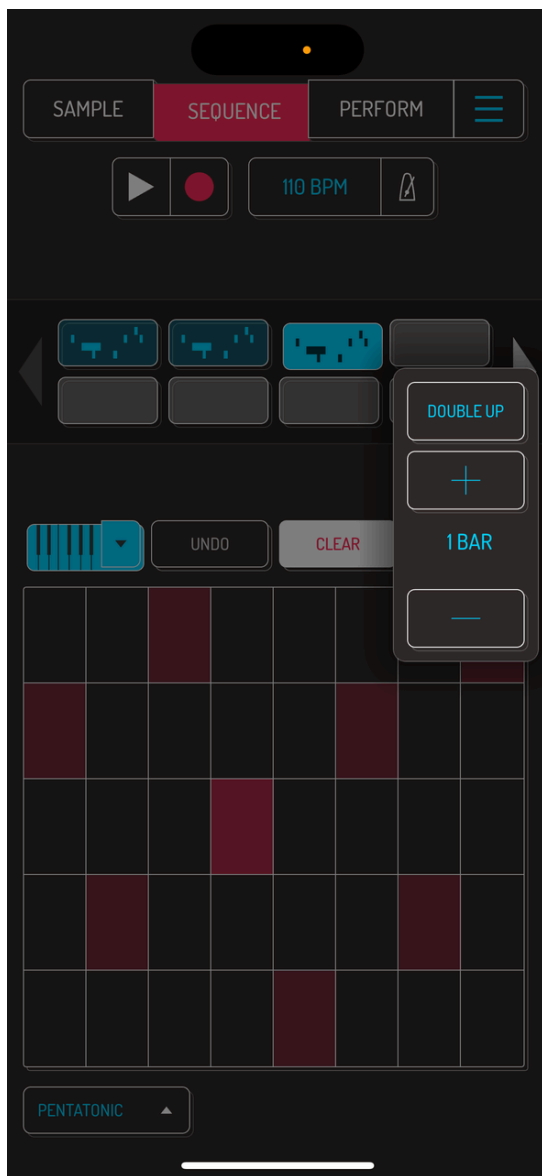 SAMPLE
SEQUENCE
PERFORM
110 BPM
DOUBLE UP
UNDO
CLEAR
1 BAR
PENTATONIC